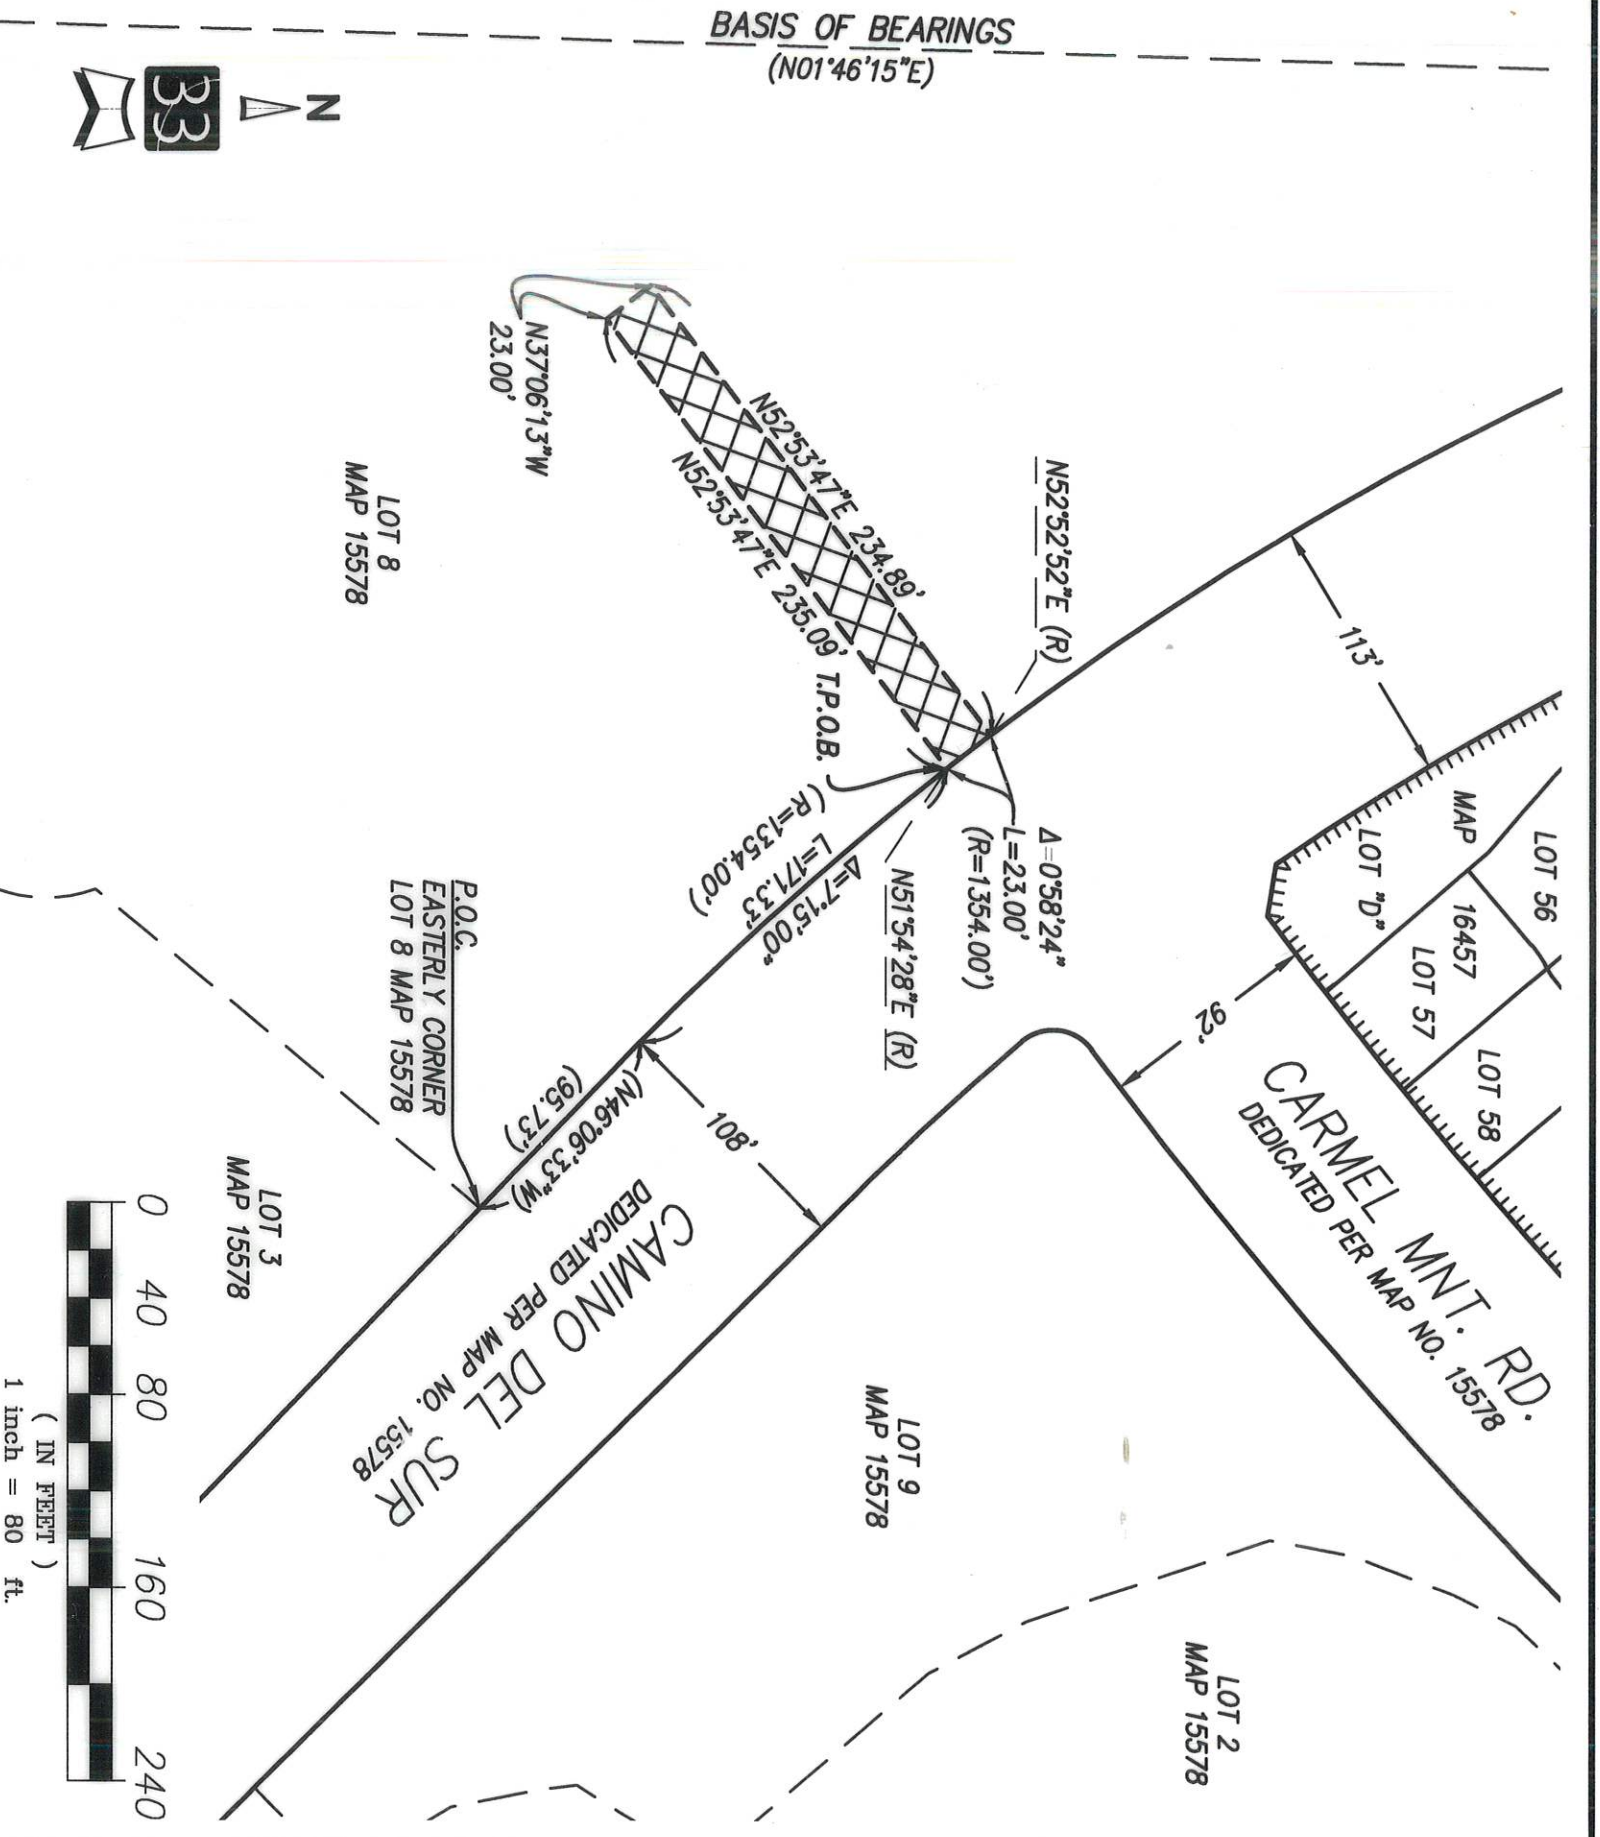 BASIS OF BEARINGS
(N01°46'15"E)
N
33
N37°06'13"W
23.00'
N52°53'47"E 234.89'
N52°53'47"E 235.09'
T.P.O.B.
N52°52'52"E (R)
113'
Δ=0°58'24"
L=23.00'
(R=1354.00')
N51°54'28"E (R)
Δ=7°15'00"
L=171.33'
(R=1354.00')
LOT 8
MAP 15578
P.O.C.
EASTERLY CORNER
LOT 8 MAP 15578
(N46°06'33"W)
(95.73')
108'
92'
LOT 56
MAP 16457
LOT "D"
LOT 57
LOT 58
CARMEL MNT. RD.
DEDICATED PER MAP NO. 15578
CAMINO DEL SUR
DEDICATED PER MAP NO. 15578
LOT 3
MAP 15578
LOT 9
MAP 15578
LOT 2
MAP 15578
0 40 80 160 240
( IN FEET )
1 inch = 80 ft.